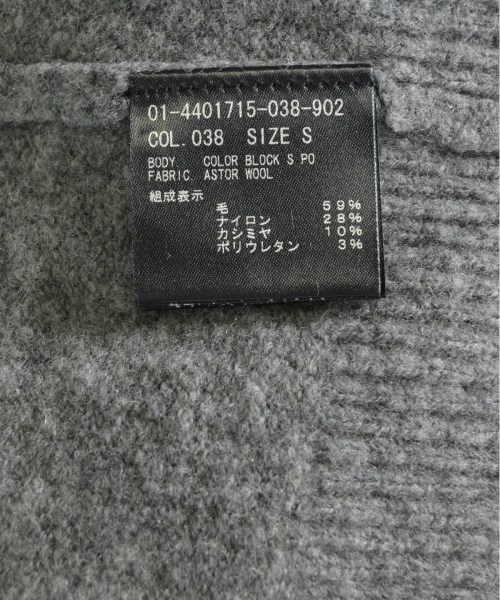 01-4401715-038-902
COL. 038 SIZE S
BODY. COLOR BLOCK S PO
FABRIC. ASTOR WOOL
組成表示
毛 59%
ナイロン 28%
カシミヤ 10%
ポリウレタン 3%